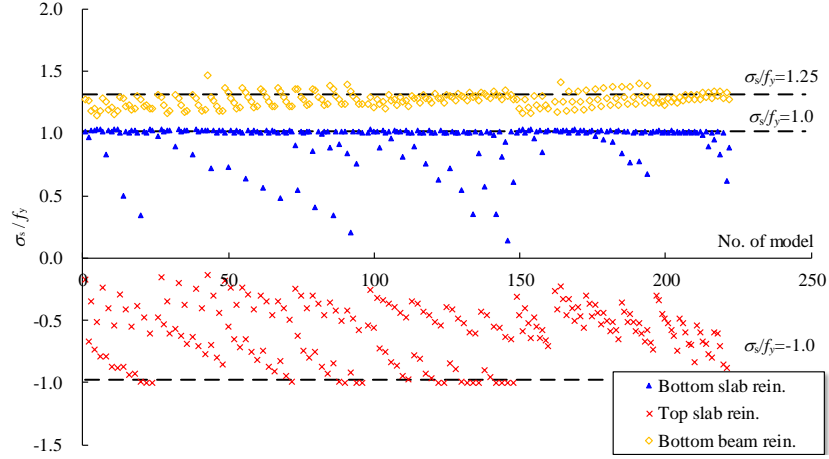 2.0
1.5
1.0
0.5
0.0
-0.5
-1.0
-1.5
σs/fy
0 50 100 150 200 250
No. of model
σs/fy=1.25
σs/fy=1.0
σs/fy=-1.0
Bottom slab rein.
Top slab rein.
Bottom beam rein.